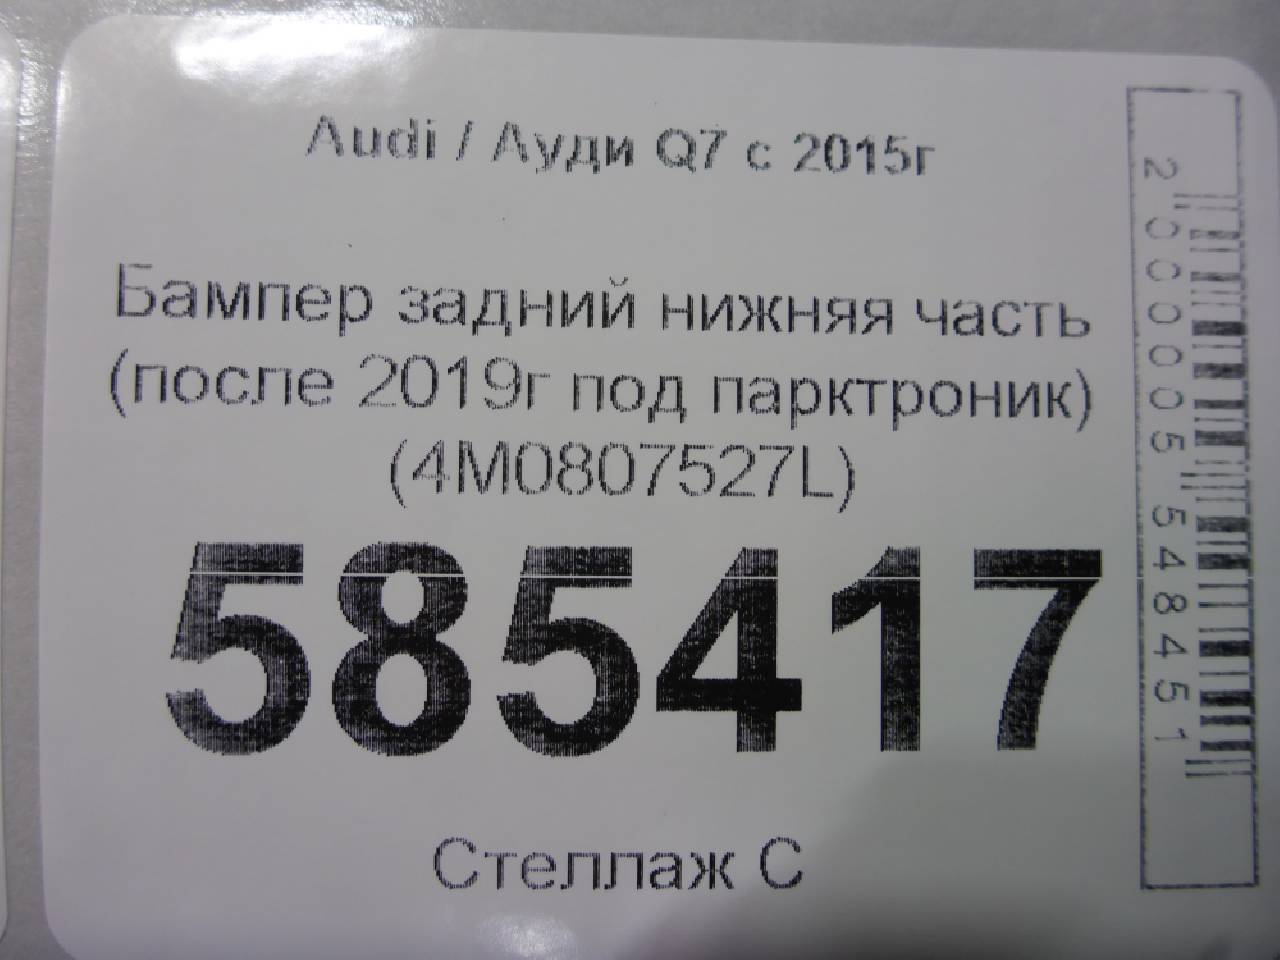 Audi / Ауди Q7 с 2015г
Бампер задний нижняя часть
(после 2019г под парктроник)
(4M0807527L)
585417
Стеллаж С
2000005548451